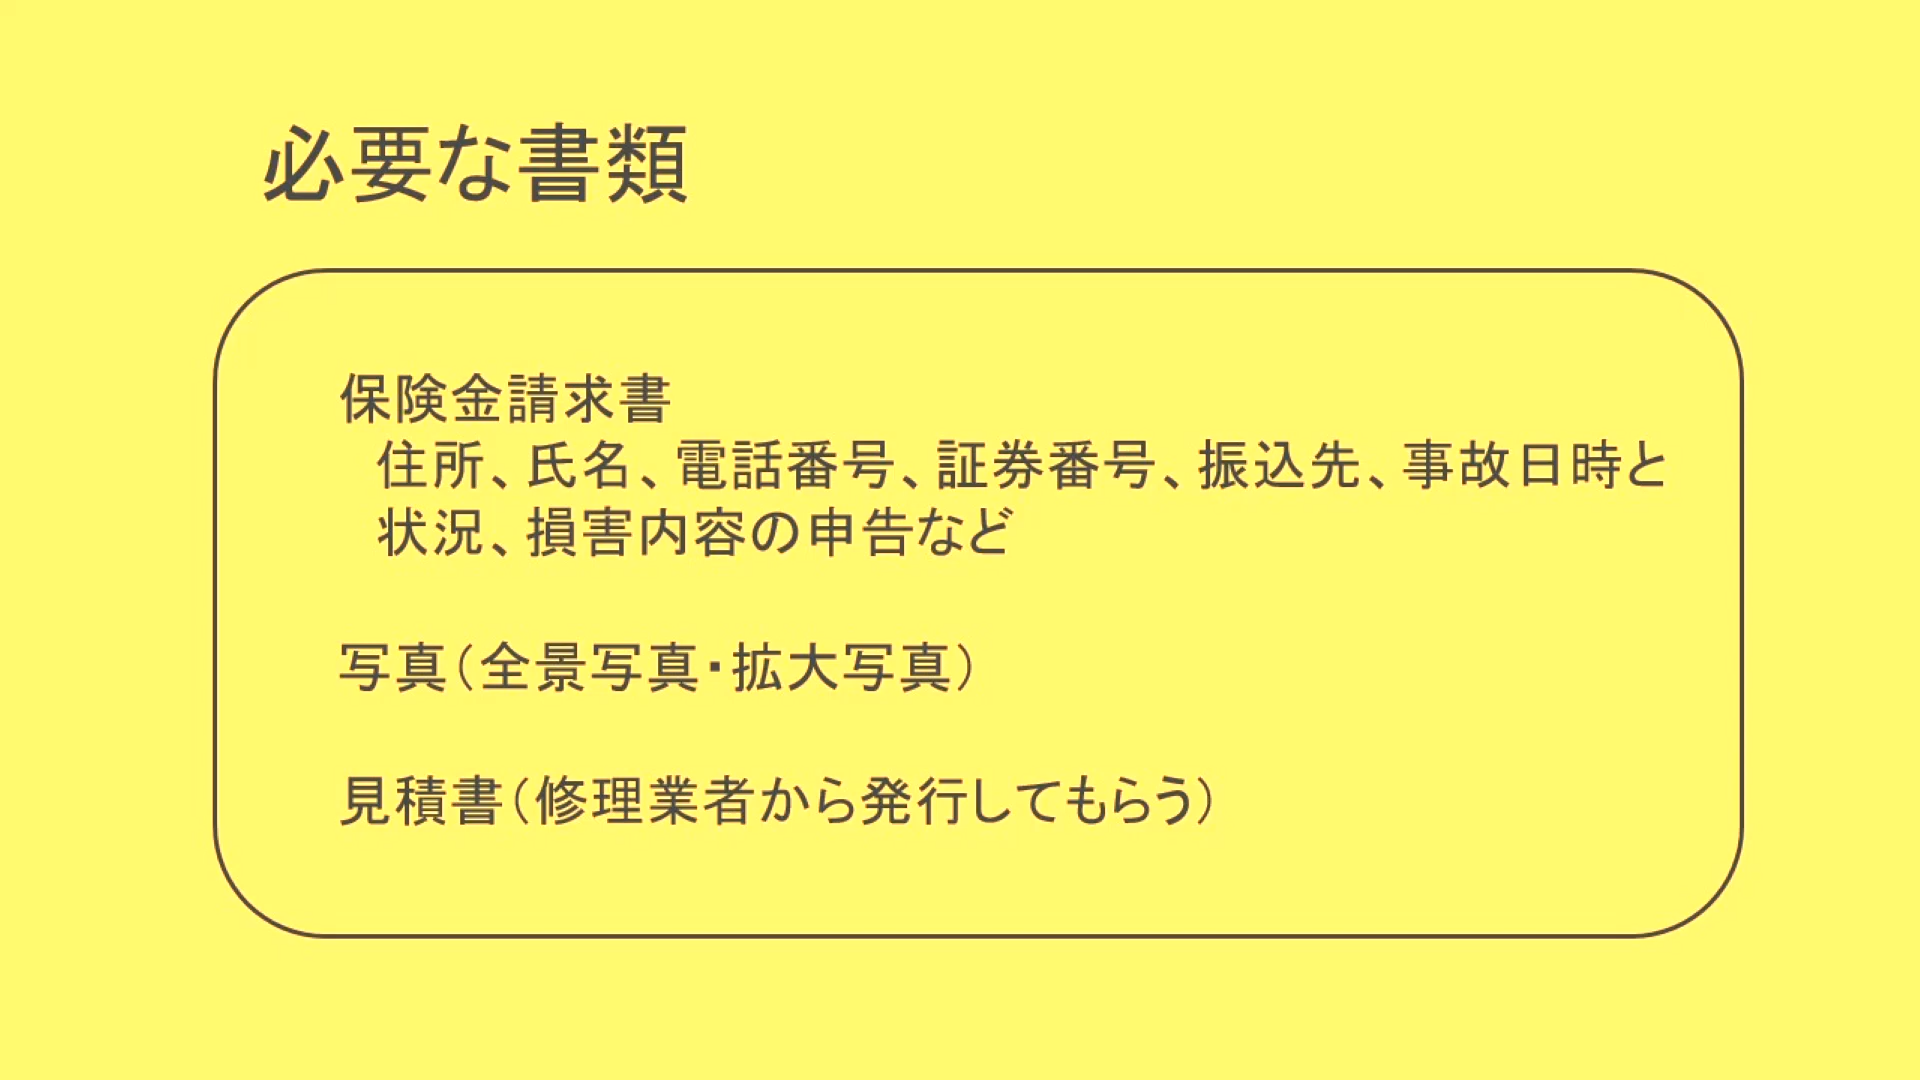 必要な書類
保険金請求書
住所、氏名、電話番号、証券番号、振込先、事故日時と
状況、損害内容の申告など
写真（全景写真・拡大写真）
見積書（修理業者から発行してもらう）